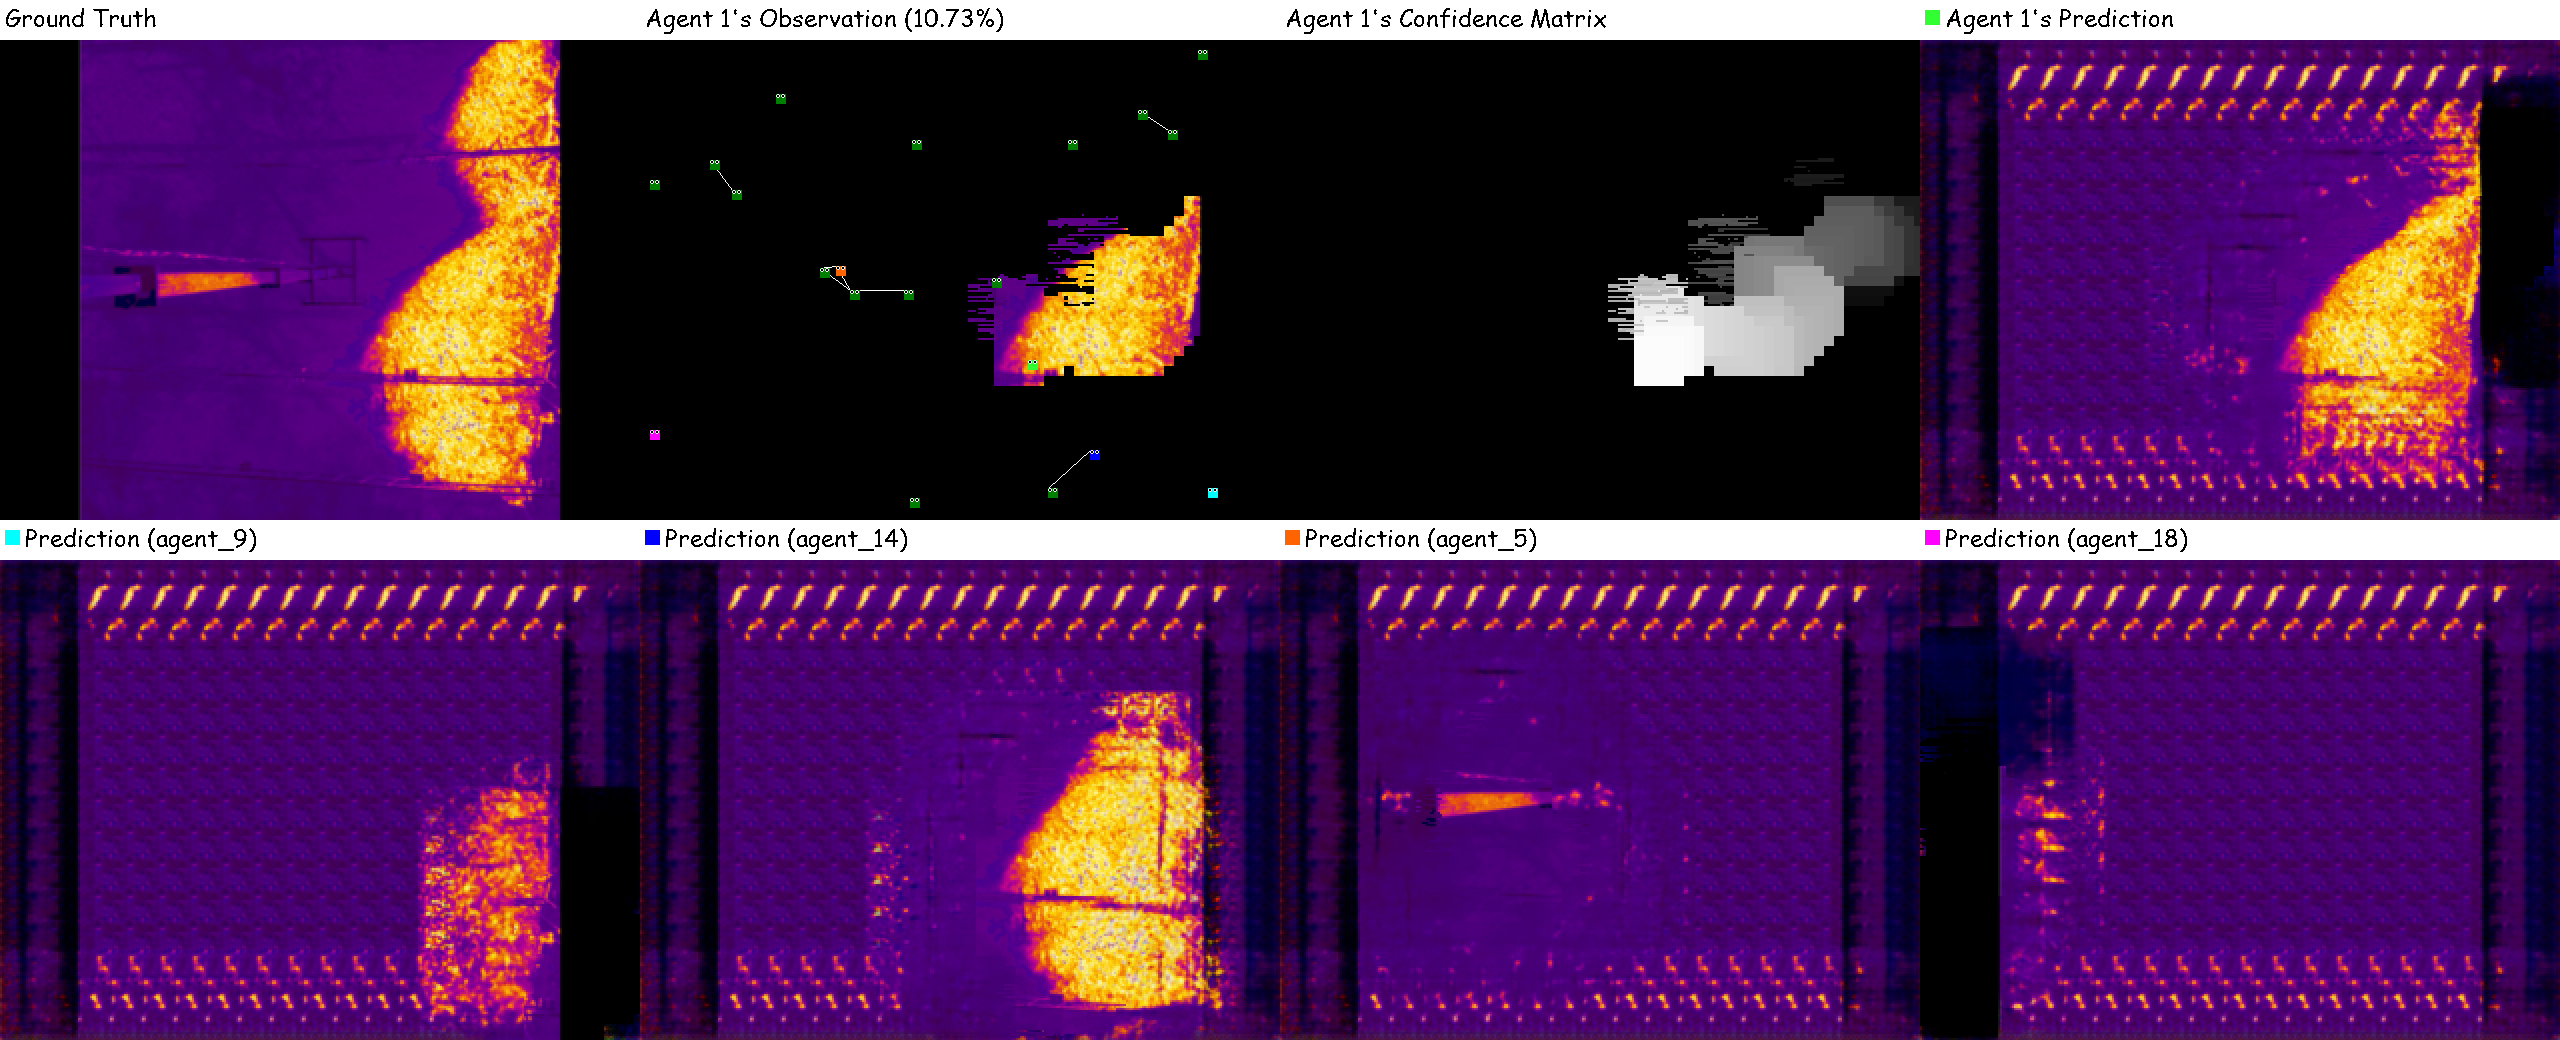 Ground Truth
Agent 1's Observation (10.73%)
Agent 1's Confidence Matrix
Agent 1's Prediction
Prediction (agent_9)
Prediction (agent_14)
Prediction (agent_5)
Prediction (agent_18)